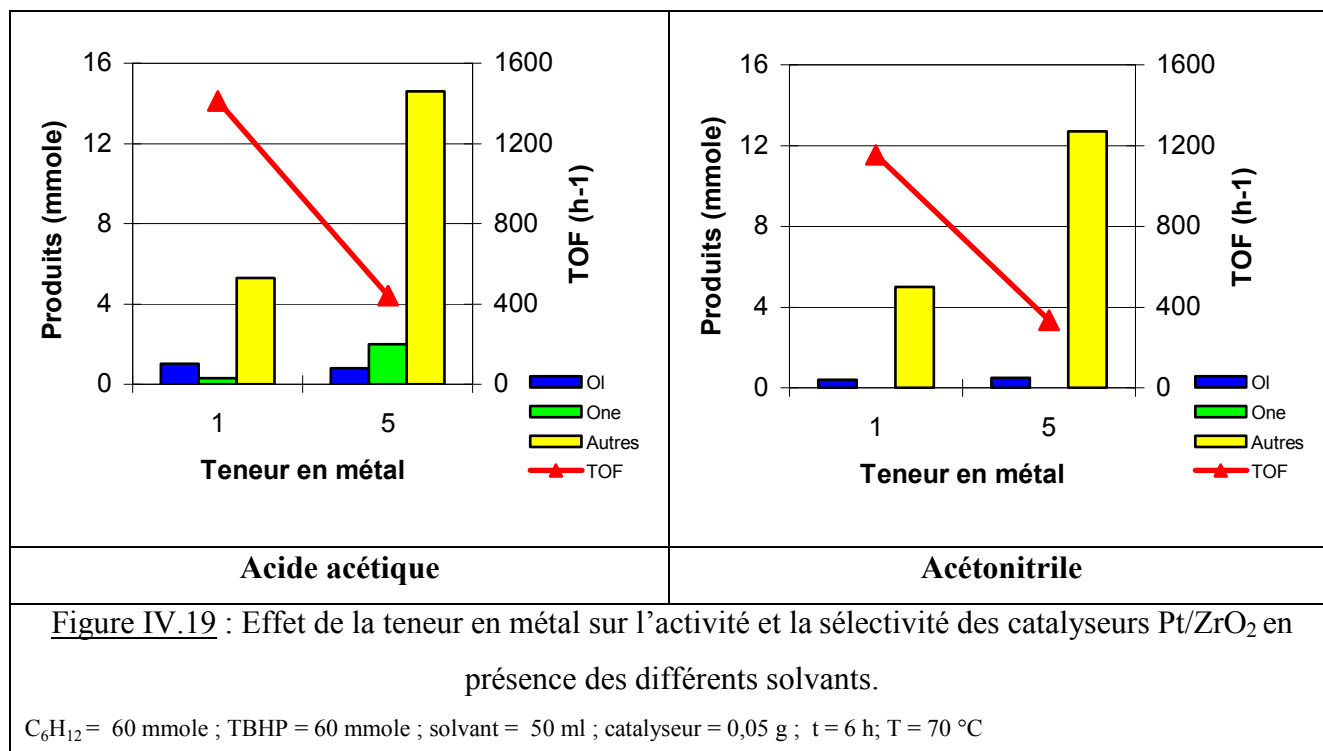 16
12
8
4
0
Produits (mmole)
1600
1200
800
400
0
TOF (h-1)
1
5
Teneur en métal
Ol
One
Autres
TOF
16
12
8
4
0
Produits (mmole)
1600
1200
800
400
0
TOF (h-1)
1
5
Teneur en métal
Ol
One
Autres
TOF
Acide acétique
Acétonitrile
Figure IV.19 : Effet de la teneur en métal sur l’activité et la sélectivité des catalyseurs Pt/ZrO₂ en
présence des différents solvants.
C₆H₁₂ = 60 mmole ; TBHP = 60 mmole ; solvant = 50 ml ; catalyseur = 0,05 g ; t = 6 h; T = 70 °C